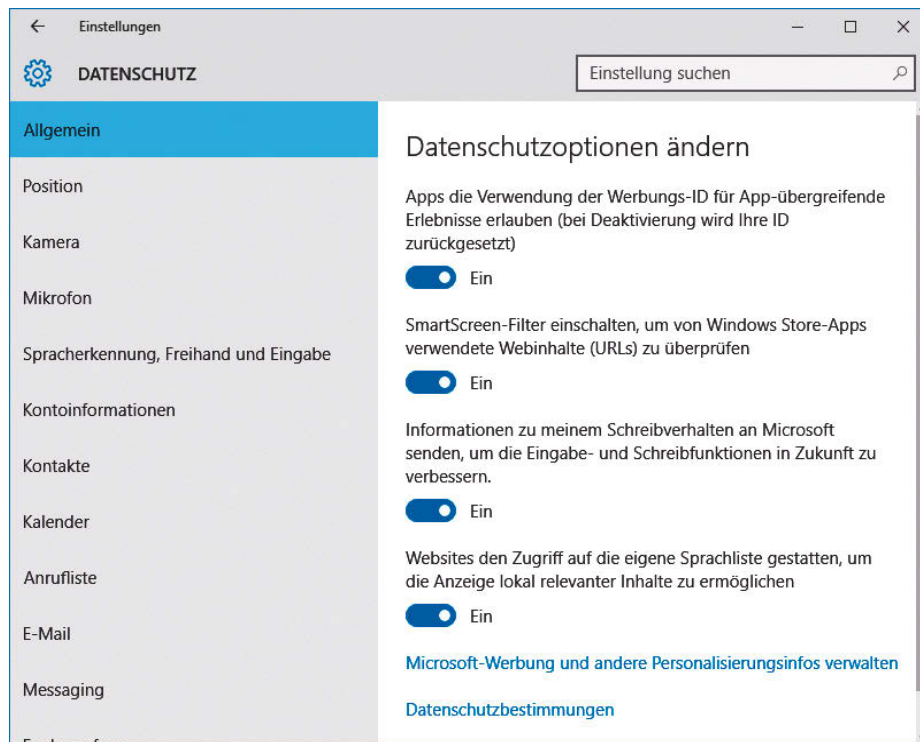 Einstellungen
DATENSCHUTZ
Einstellung suchen
Allgemein
Position
Kamera
Mikrofon
Spracherkennung, Freihand und Eingabe
Kontoinformationen
Kontakte
Kalender
Anrufliste
E-Mail
Messaging
Datenschutzoptionen ändern
Apps die Verwendung der Werbungs-ID für App-übergreifende
Erlebnisse erlauben (bei Deaktivierung wird Ihre ID
zurückgesetzt)
Ein
SmartScreen-Filter einschalten, um von Windows Store-Apps
verwendete Webinhalte (URLs) zu überprüfen
Ein
Informationen zu meinem Schreibverhalten an Microsoft
senden, um die Eingabe- und Schreibfunktionen in Zukunft zu
verbessern.
Ein
Websites den Zugriff auf die eigene Sprachliste gestatten, um
die Anzeige lokal relevanter Inhalte zu ermöglichen
Ein
Microsoft-Werbung und andere Personalisierungsinfos verwalten
Datenschutzbestimmungen